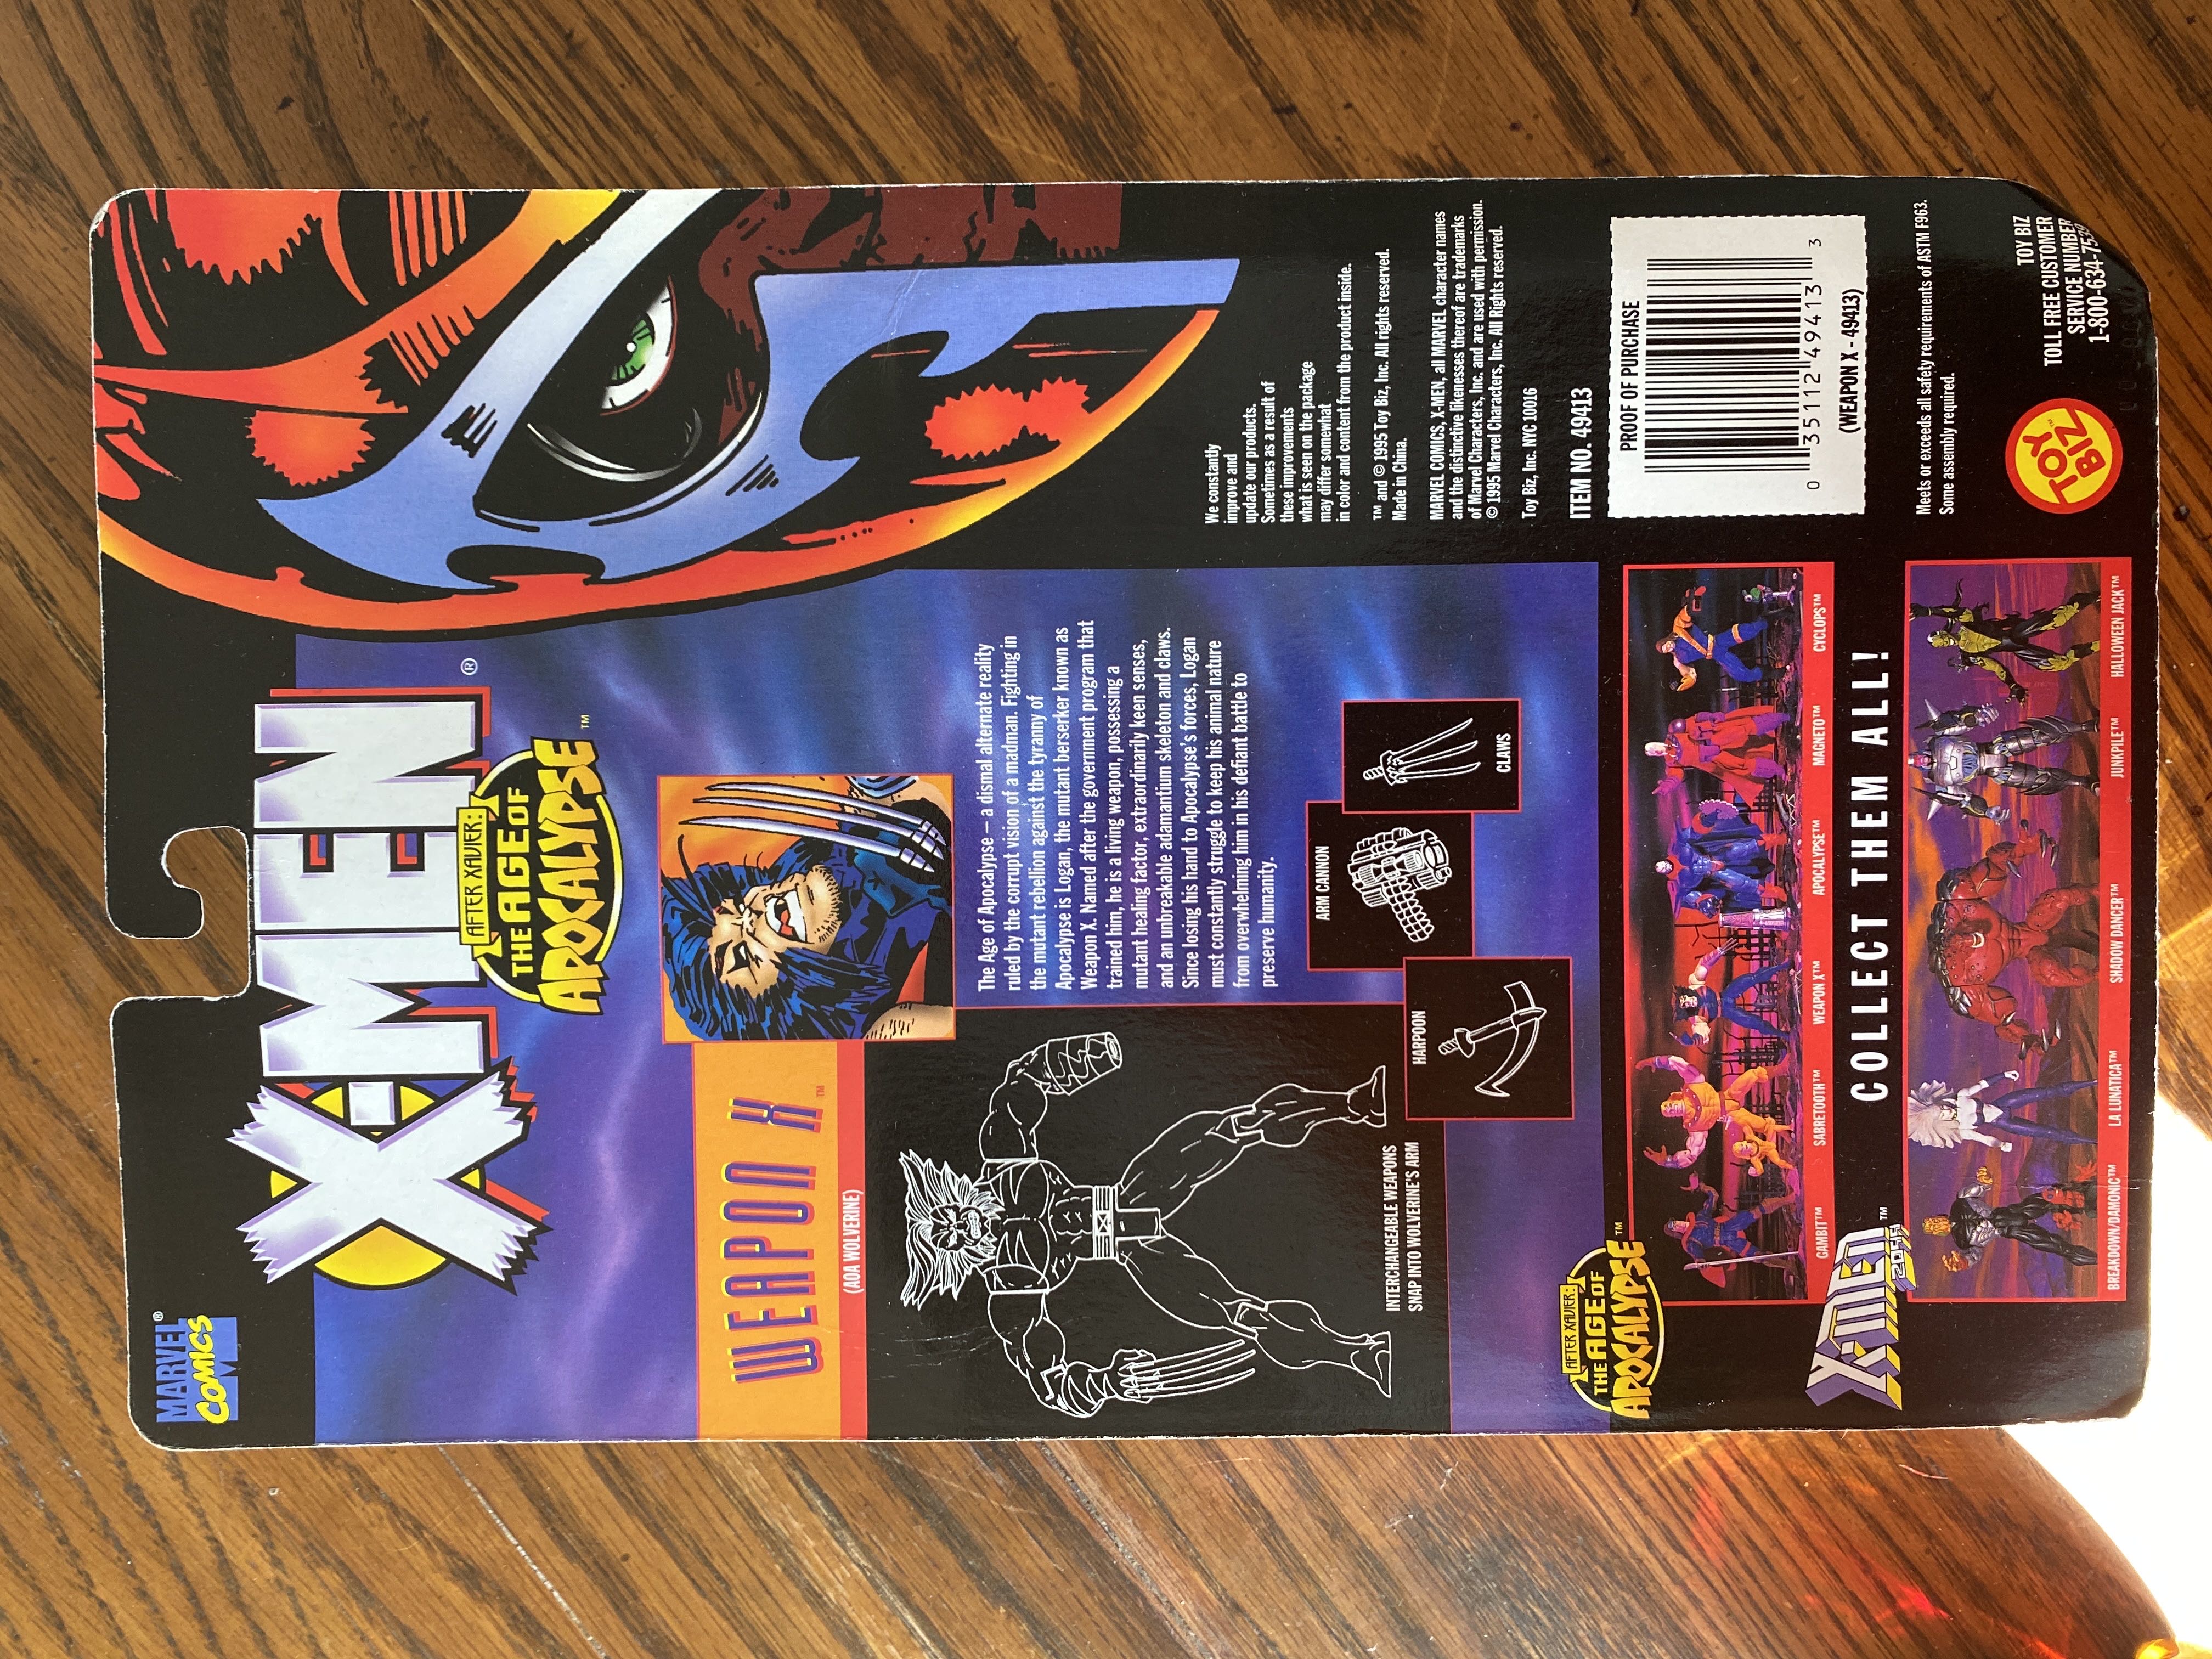 MARVEL®
COMICS
X-MEN®
AFTER XAVIER:
THE AGE OF
APOCALYPSE™
WEAPON X™
(AOA WOLVERINE)
The Age of Apocalypse – a dismal alternate reality
ruled by the corrupt vision of a madman. Fighting in
the mutant rebellion against the tyranny of
Apocalypse is Logan, the mutant berserker known as
Weapon X. Named after the government program that
trained him, he is a living weapon, possessing a
mutant healing factor, extraordinarily keen senses,
and an unbreakable adamantium skeleton and claws.
Since losing his hand to Apocalypse's forces, Logan
must constantly struggle to keep his animal nature
from overwhelming him in his defiant battle to
preserve humanity.
ARM CANNON
CLAWS
HARPOON
INTERCHANGEABLE WEAPONS
SNAP INTO WOLVERINE'S ARM
We constantly
improve and
update our products.
Sometimes as a result of
these improvements
what is seen on the package
may differ somewhat
in color and content from the product inside.
™ and © 1995 Toy Biz, Inc. All rights reserved.
Made in China.
MARVEL COMICS, X-MEN, all MARVEL character names
and the distinctive likenesses thereof are trademarks
of Marvel Characters, Inc. and are used with permission.
© 1995 Marvel Characters, Inc. All Rights reserved.
Toy Biz, Inc. NYC 10016
ITEM NO. 49413
PROOF OF PURCHASE
0 35112 49413 3
(WEAPON X - 49413)
AFTER XAVIER:
THE AGE OF
APOCALYPSE™
GAMBIT™ SABRETOOTH™ WEAPON X™ APOCALYPSE™ MAGNETO™ CYCLOPS™
COLLECT THEM ALL!
X-MEN™
2099
BREAKDOWN/DAMONIC™ LA LUNATICA™ SHADOW DANCER™ JUNKPILE™ HALLOWEEN JACK™
Meets or exceeds all safety requirements of ASTM F963.
Some assembly required.
TOY BIZ™
TOY BIZ
TOLL FREE CUSTOMER
SERVICE NUMBER
1-800-634-753